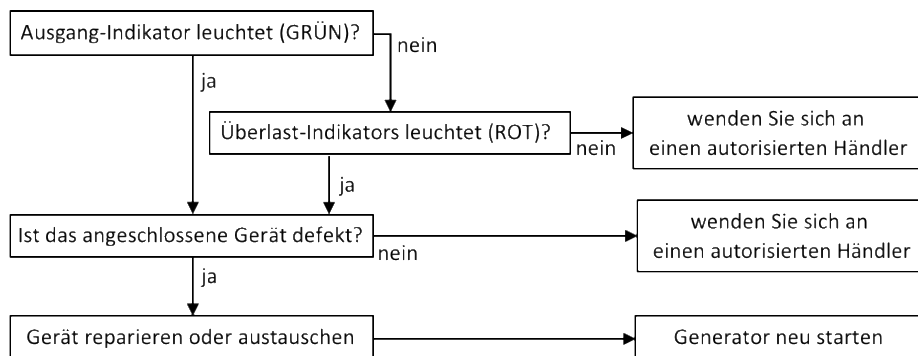 Ausgang-Indikator leuchtet (GRÜN)?
nein
ja
Überlast-Indikators leuchtet (ROT)?
nein
wenden Sie sich an
einen autorisierten Händler
ja
Ist das angeschlossene Gerät defekt?
nein
wenden Sie sich an
einen autorisierten Händler
ja
Gerät reparieren oder austauschen
Generator neu starten